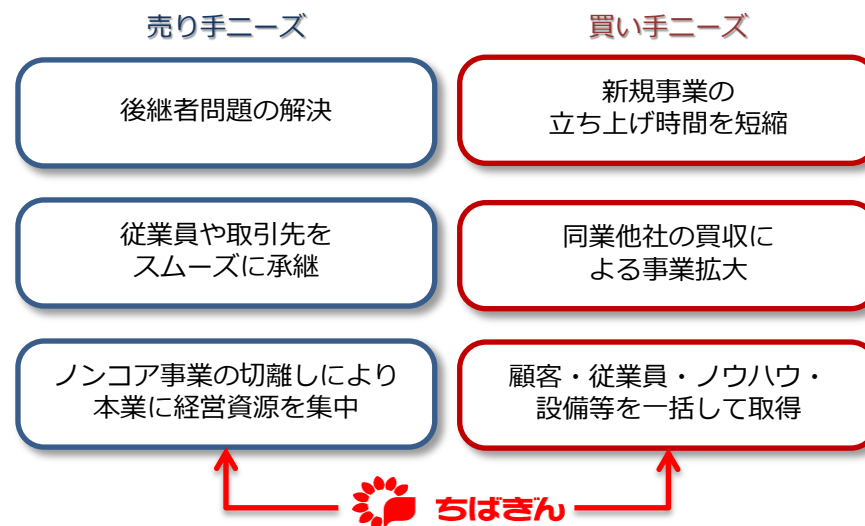 売り手ニーズ
買い手ニーズ
後継者問題の解決
新規事業の
立ち上げ時間を短縮
従業員や取引先を
スムーズに承継
同業他社の買収に
よる事業拡大
ノンコア事業の切離しにより
本業に経営資源を集中
顧客・従業員・ノウハウ・
設備等を一括して取得
ちばぎん